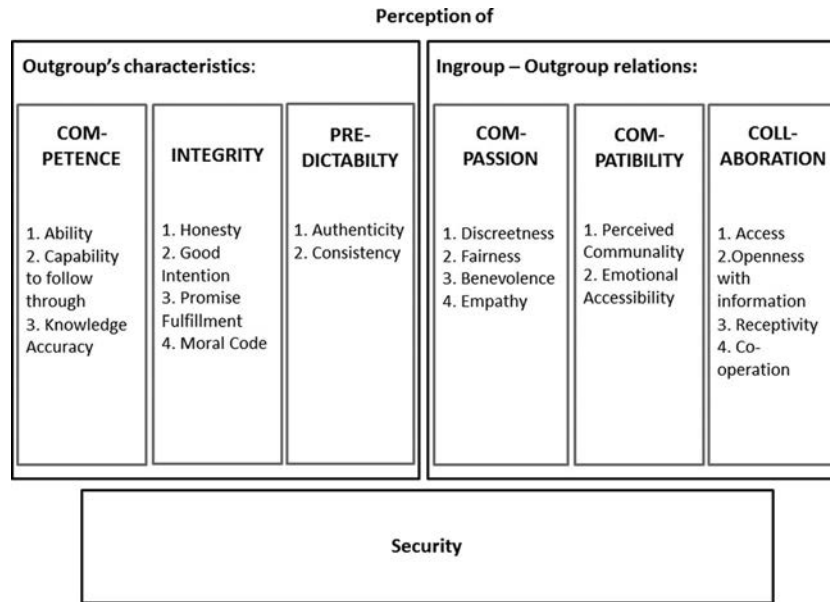 Perception of
Outgroup's characteristics:
COM-
PETENCE
1. Ability
2. Capability
to follow
through
3. Knowledge
Accuracy
INTEGRITY
1. Honesty
2. Good
Intention
3. Promise
Fulfillment
4. Moral Code
PRE-
DICTABILTY
1. Authenticity
2. Consistency
Ingroup – Outgroup relations:
COM-
PASSION
1. Discreetness
2. Fairness
3. Benevolence
4. Empathy
COM-
PATIBILITY
1. Perceived
Communality
2. Emotional
Accessibility
COLL-
ABORATION
1. Access
2.Openness
with
information
3. Receptivity
4. Co-
operation
Security